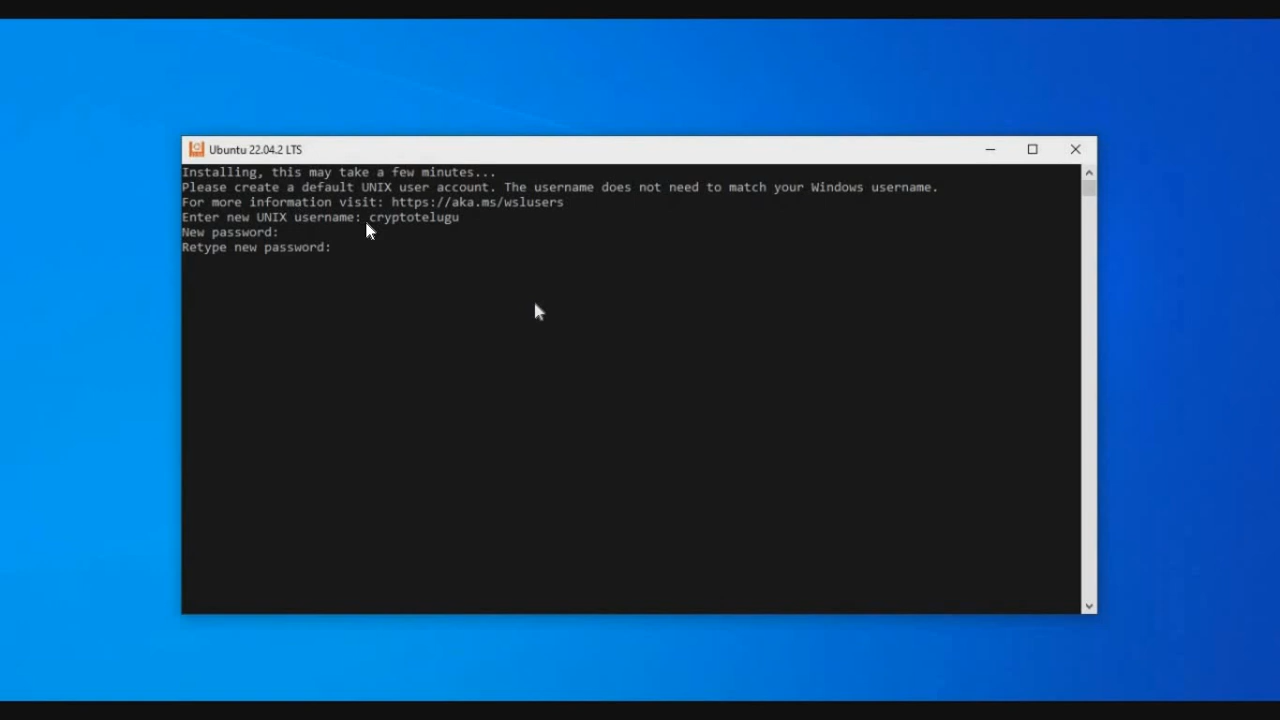 Ubuntu 22.04.2 LTS
Installing, this may take a few minutes...
Please create a default UNIX user account. The username does not need to match your Windows username.
For more information visit: https://aka.ms/wslusers
Enter new UNIX username: cryptotelugu
New password:
Retype new password: